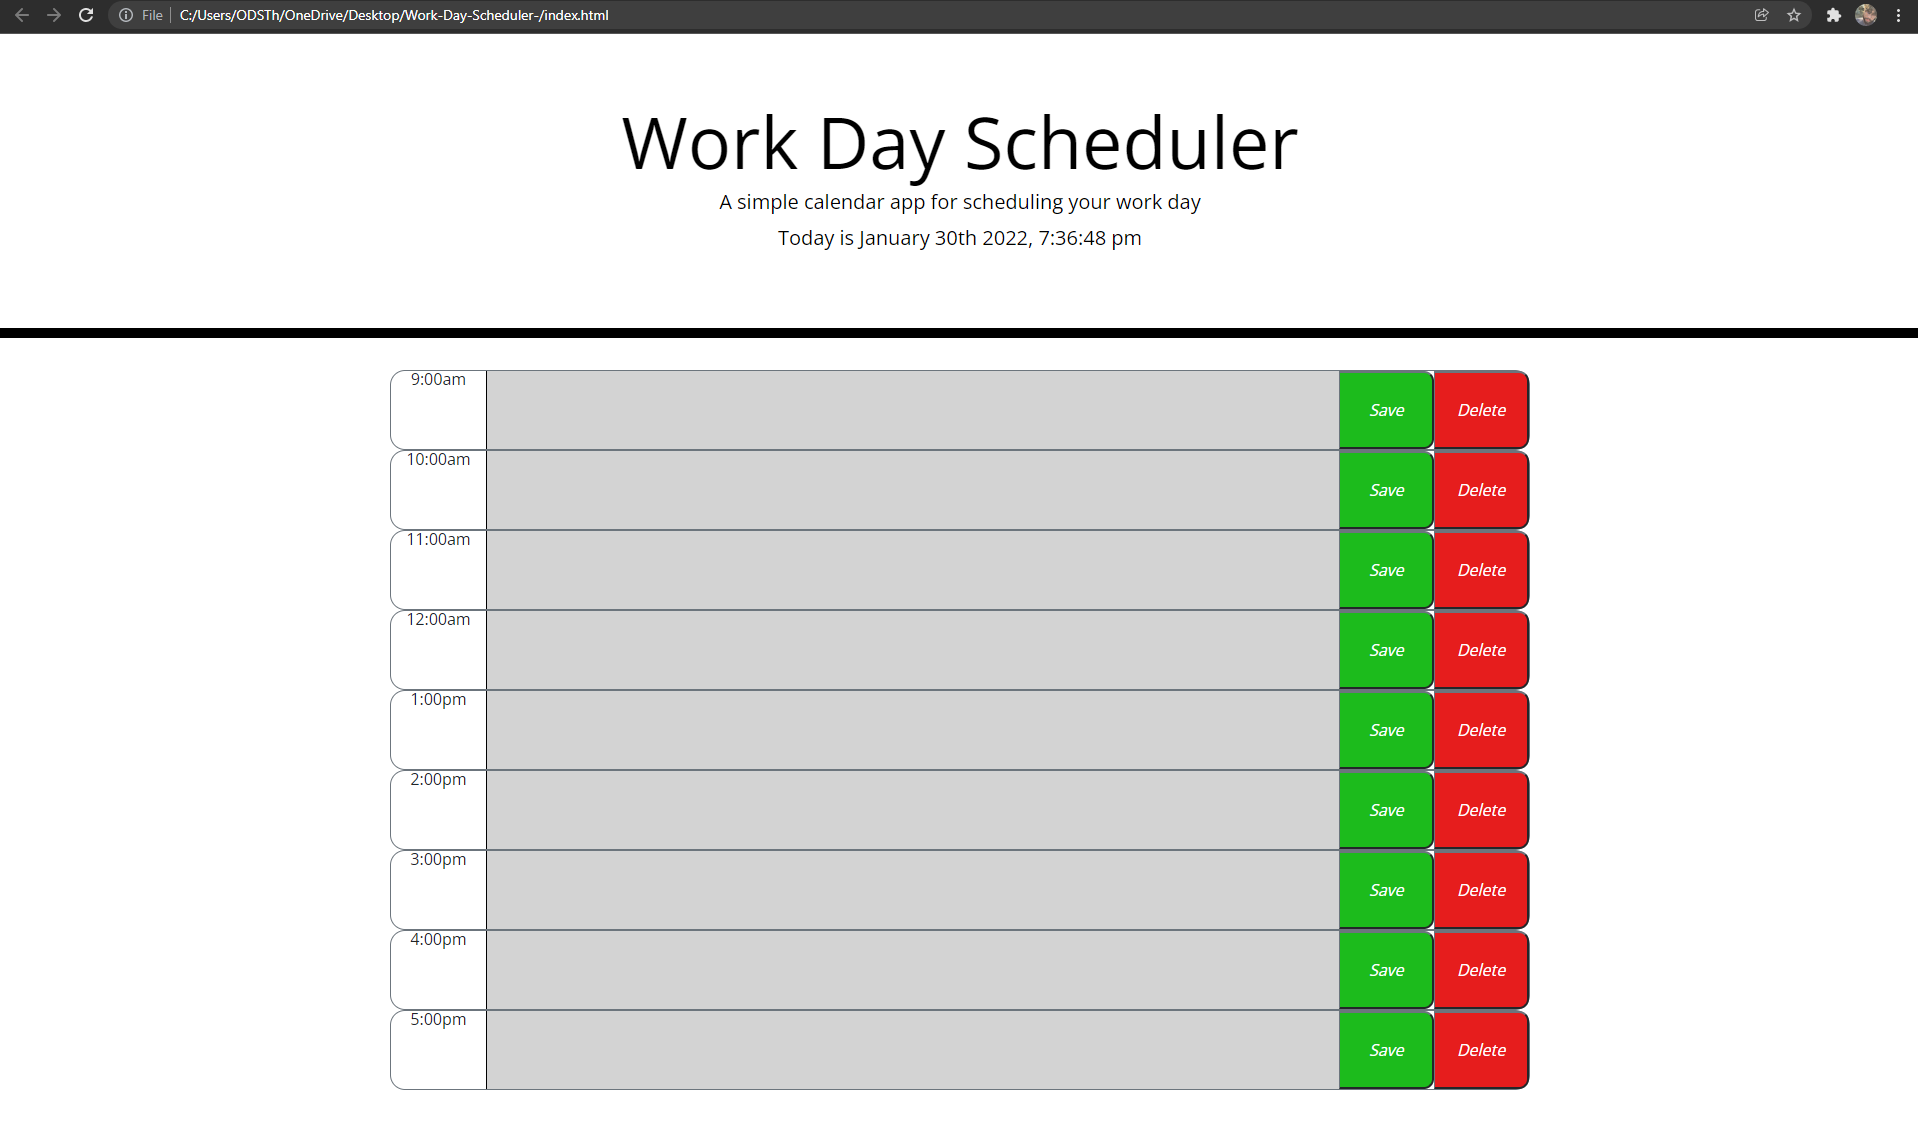 File C:/Users/ODSTh/OneDrive/Desktop/Work-Day-Scheduler-/index.html
Work Day Scheduler
A simple calendar app for scheduling your work day
Today is January 30th 2022, 7:36:48 pm
9:00am Save Delete
10:00am Save Delete
11:00am Save Delete
12:00am Save Delete
1:00pm Save Delete
2:00pm Save Delete
3:00pm Save Delete
4:00pm Save Delete
5:00pm Save Delete